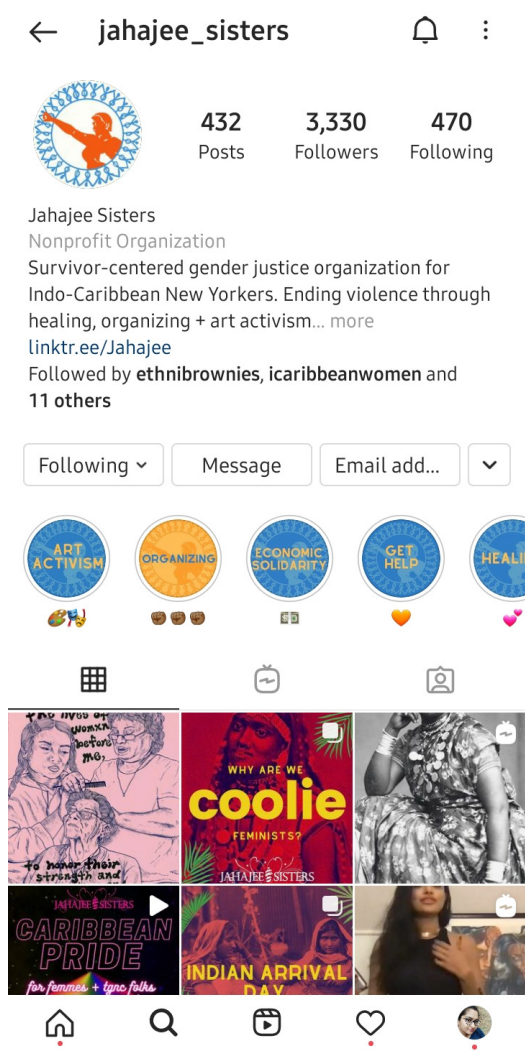 jahajee_sisters
432
3,330
470
Posts
Followers
Following
Jahajee Sisters
Nonprofit Organization
Survivor-centered gender justice organization for
Indo-Caribbean New Yorkers. Ending violence through
healing, organizing + art activism... more
linktr.ee/Jahajee
Followed by ethnibrownies, icaribbeanwomen and
11 others
Following
Message
Email add...
ART
ACTIVISM
ORGANIZING
ECONOMIC
SOLIDARITY
GET
HELP
HEALI
the lives of
womxn
before
me,
to honor their
strength and
WHY ARE WE
coolie
FEMINISTS?
JAHAJEE SISTERS
JAHAJEE SISTERS
CARIBBEAN
PRIDE
for femmes + tgnc folks
INDIAN ARRIVAL
DAY